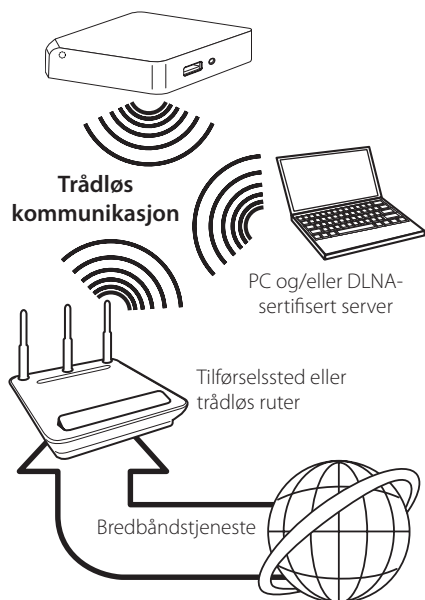 Trådløs
kommunikasjon
PC og/eller DLNA-
sertifisert server
Tilførselssted eller
trådløs ruter
Bredbåndstjeneste